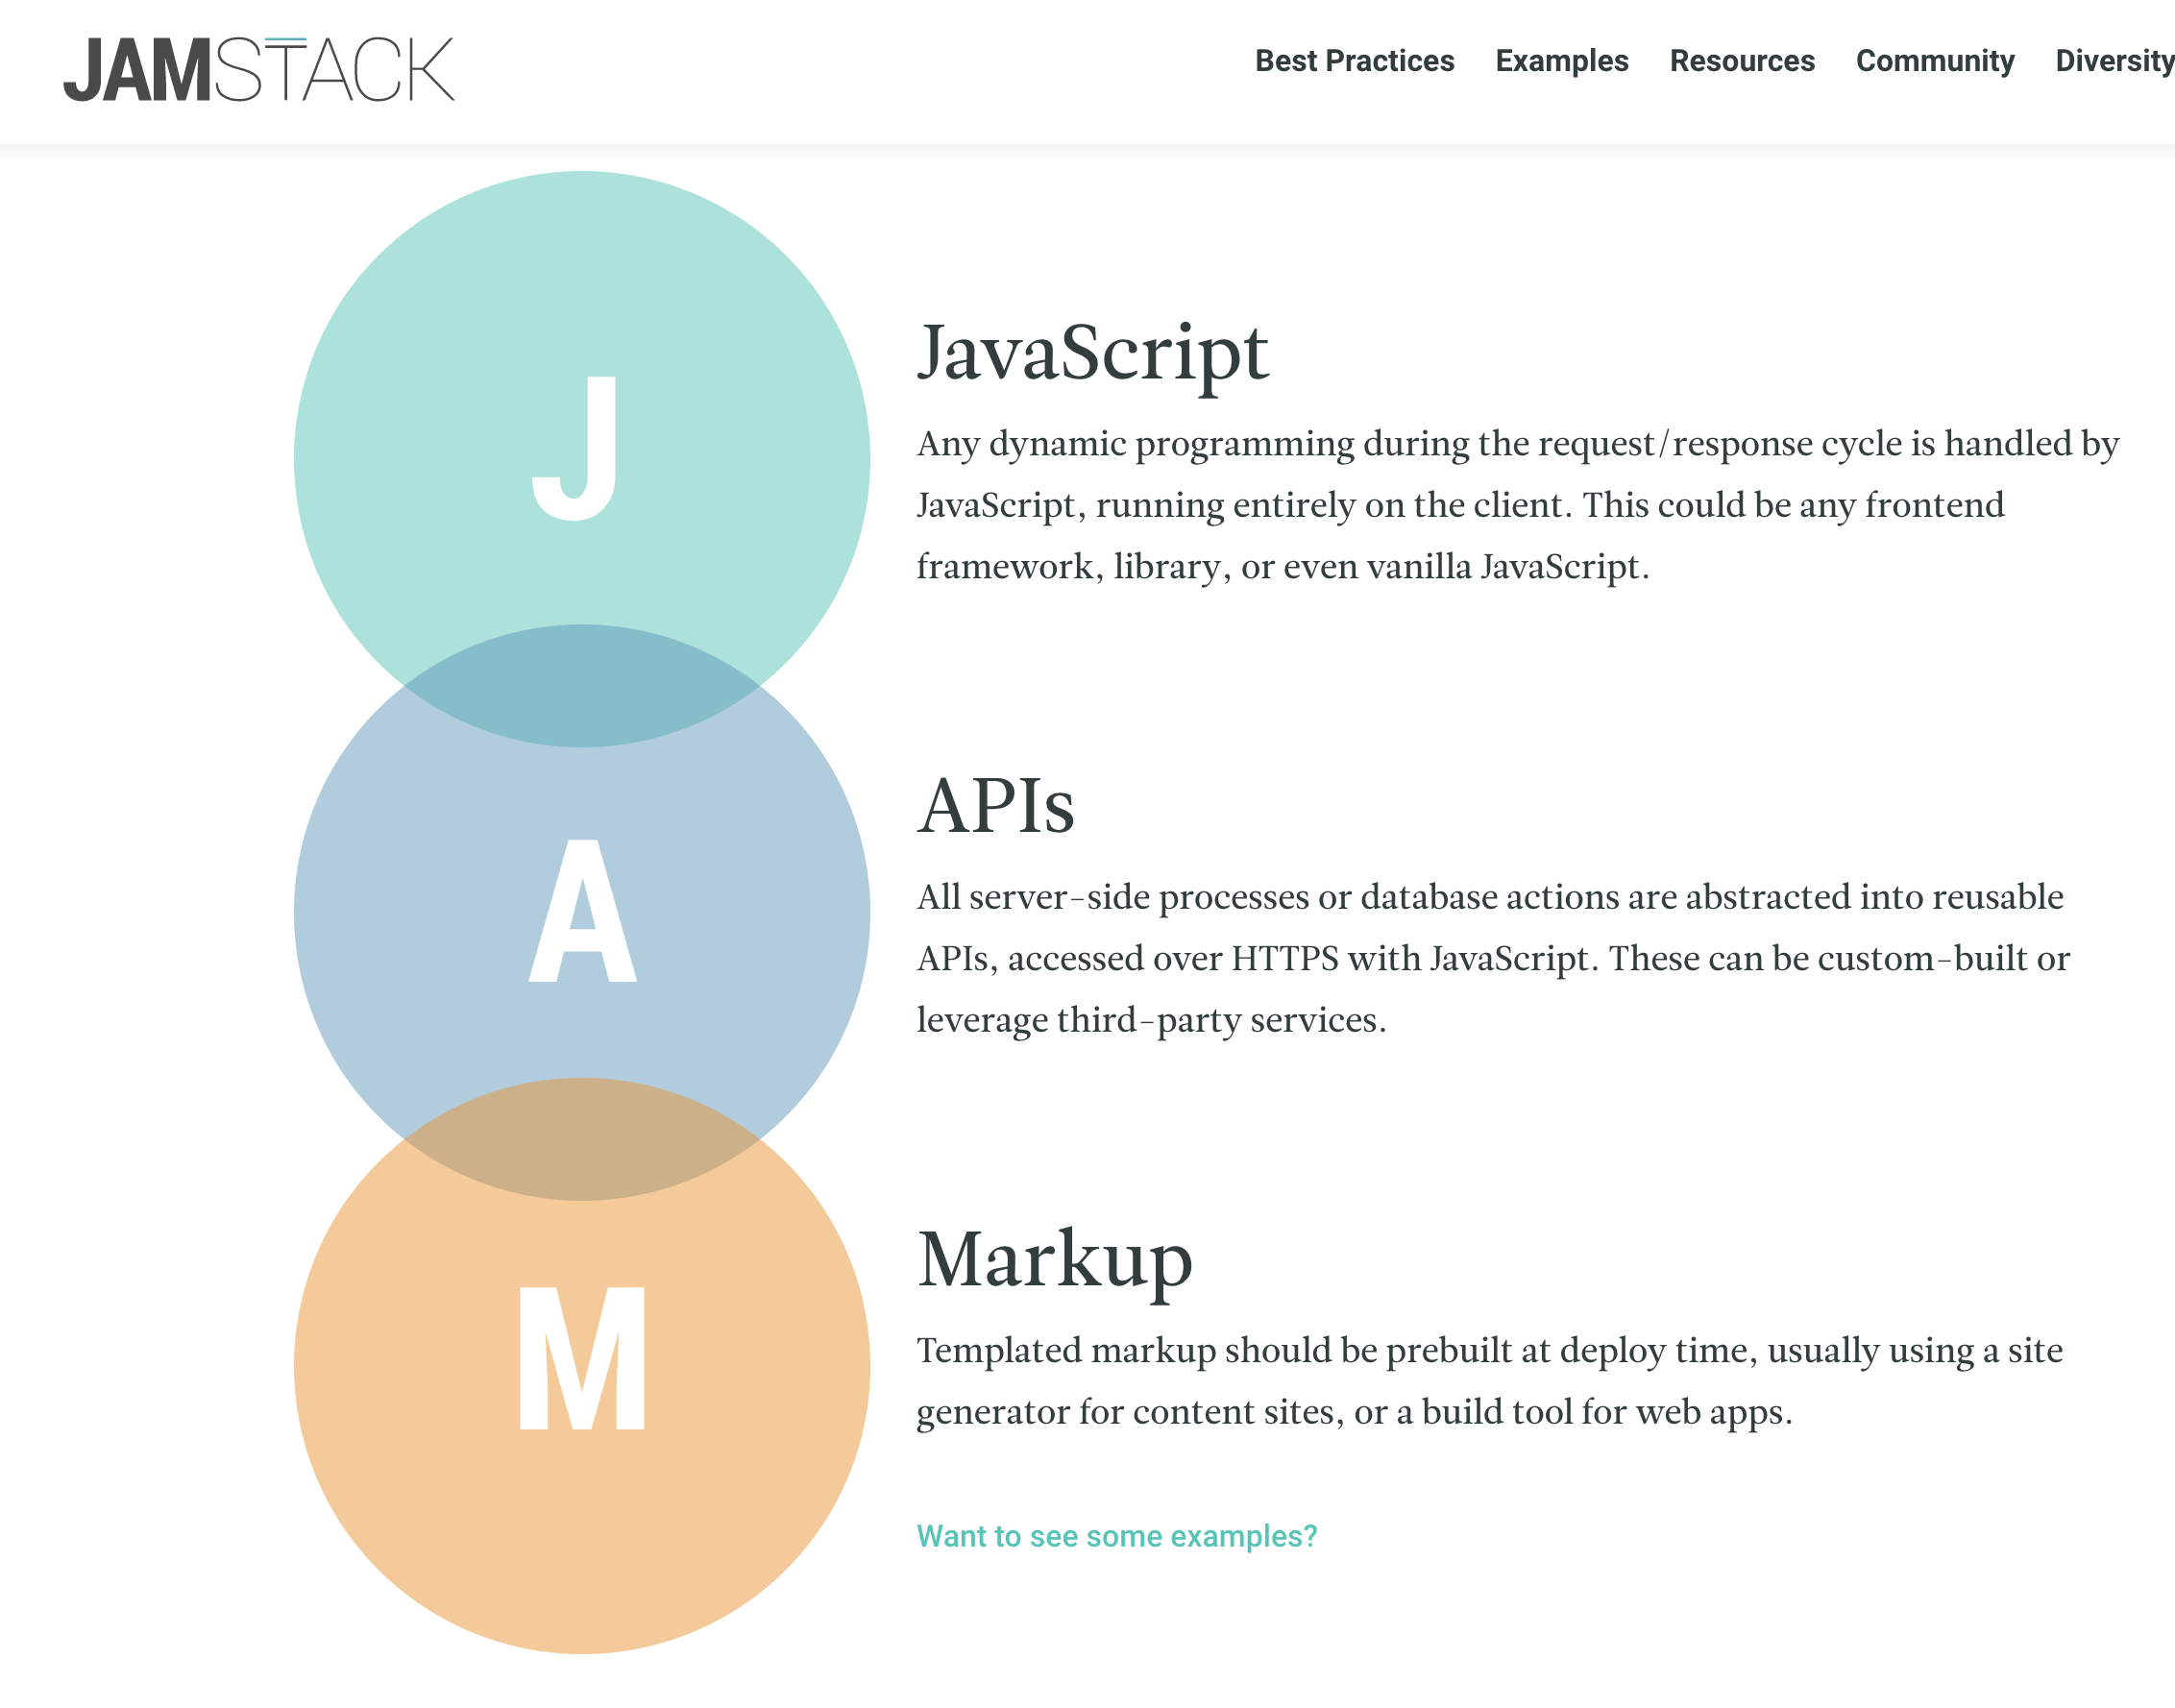 JAMSTACK
Best Practices Examples Resources Community Diversity
J
JavaScript
Any dynamic programming during the request/response cycle is handled by
JavaScript, running entirely on the client. This could be any frontend
framework, library, or even vanilla JavaScript.
A
APIs
All server-side processes or database actions are abstracted into reusable
APIs, accessed over HTTPS with JavaScript. These can be custom-built or
leverage third-party services.
M
Markup
Templated markup should be prebuilt at deploy time, usually using a site
generator for content sites, or a build tool for web apps.
Want to see some examples?